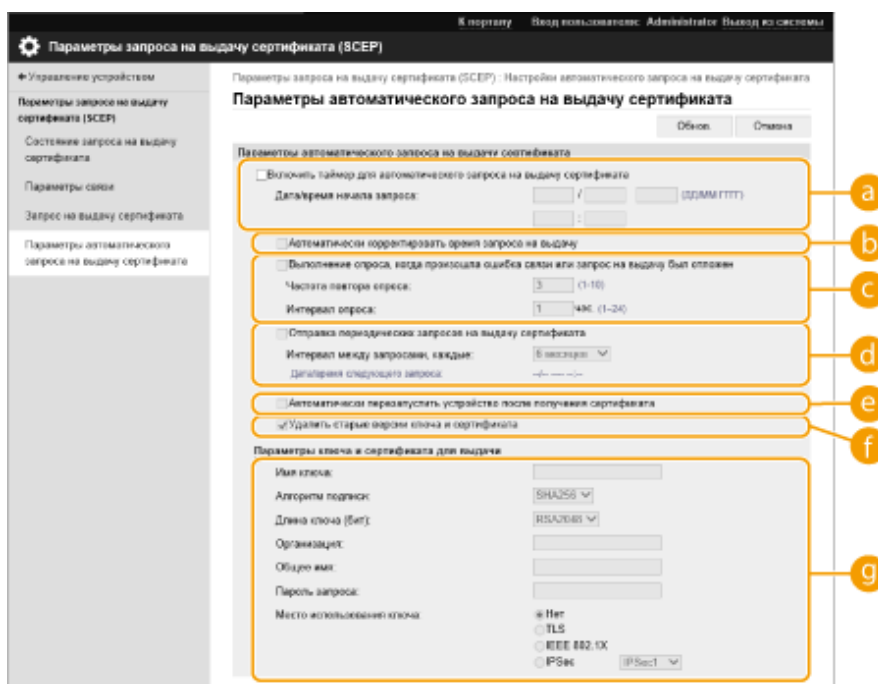 К порталу Вход пользователя: Administrator Выход из системы
Параметры запроса на выдачу сертификата (SCEP)
Управление устройством
Параметры запроса на выдачу
сертификата (SCEP)
Состояние запроса на выдачу
сертификата
Параметры связи
Запрос на выдачу сертификата
Параметры автоматического
запроса на выдачу сертификата
Параметры запроса на выдачу сертификата (SCEP) : Настройки автоматического запроса на выдачу сертификата
Параметры автоматического запроса на выдачу сертификата
Обнов. Отмена
Параметры автоматического запроса на выдачу сертификата
Включить таймер для автоматического запроса на выдачу сертификата
Дата/время начала запроса: / (ДД/ММ ГГГГ)
:
a
Автоматически корректировать время запроса на выдачу
b
Выполнение опроса, когда произошла ошибка связи или запрос на выдачу был отложен
Частота повтора опроса: 3 (1-10)
Интервал опроса: 1 час. (1-24)
c
Отправка периодических запросов на выдачу сертификата
Интервал между запросами, каждые: 6 месяцев
Дата/время следующего запроса: --/-- ---- --:--
d
Автоматически перезапустить устройство после получения сертификата
e
Удалить старые версии ключа и сертификата
f
Параметры ключа и сертификата для выдачи
Имя ключа:
Алгоритм подписи: SHA256
Длина ключа (бит): RSA2048
Организация:
Общее имя:
Пароль запроса:
Место использования ключа: Нет
TLS
IEEE 802.1X
IPSec IPSec1
g